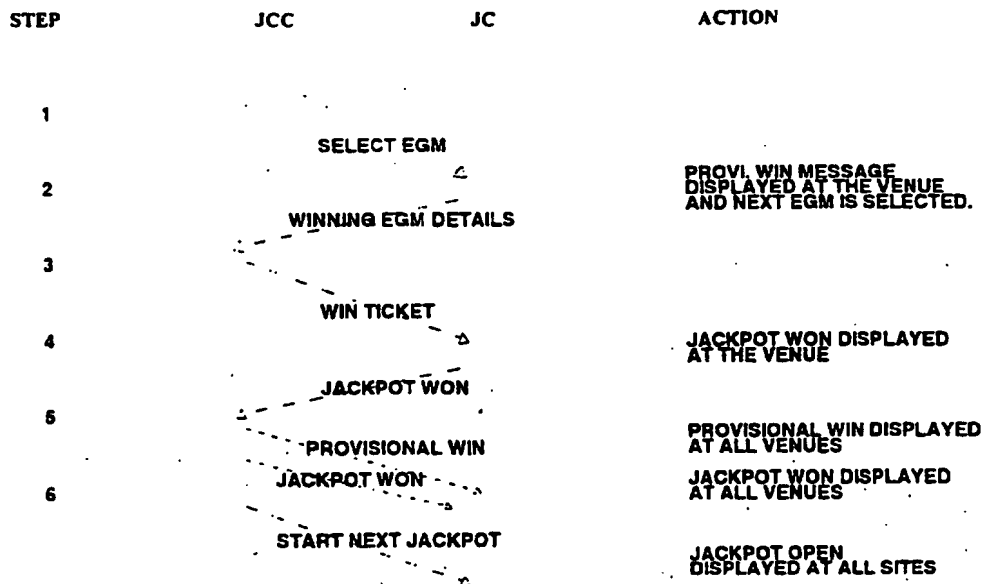 STEP JCC JC ACTION
1
SELECT EGM
2
PROVI. WIN MESSAGE
DISPLAYED AT THE VENUE
AND NEXT EGM IS SELECTED.
WINNING EGM DETAILS
3
WIN TICKET
4
JACKPOT WON DISPLAYED
AT THE VENUE
JACKPOT WON
5
PROVISIONAL WIN DISPLAYED
AT ALL VENUES
PROVISIONAL WIN
JACKPOT WON
JACKPOT WON DISPLAYED
AT ALL VENUES
6
START NEXT JACKPOT
JACKPOT OPEN
DISPLAYED AT ALL SITES